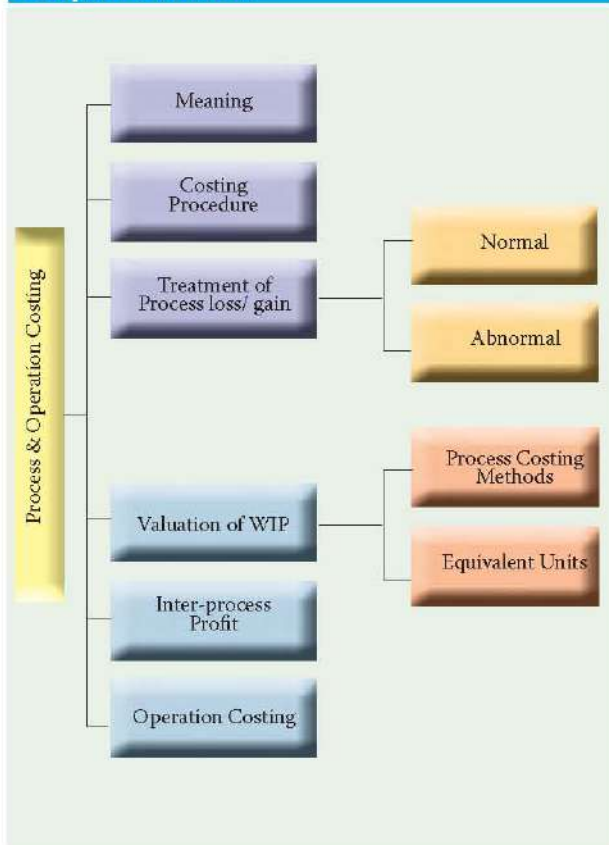 Process & Operation Costing
Meaning
Costing
Procedure
Treatment of
Process loss/ gain
Normal
Abnormal
Valuation of WIP
Process Costing
Methods
Equivalent Units
Inter-process
Profit
Operation Costing